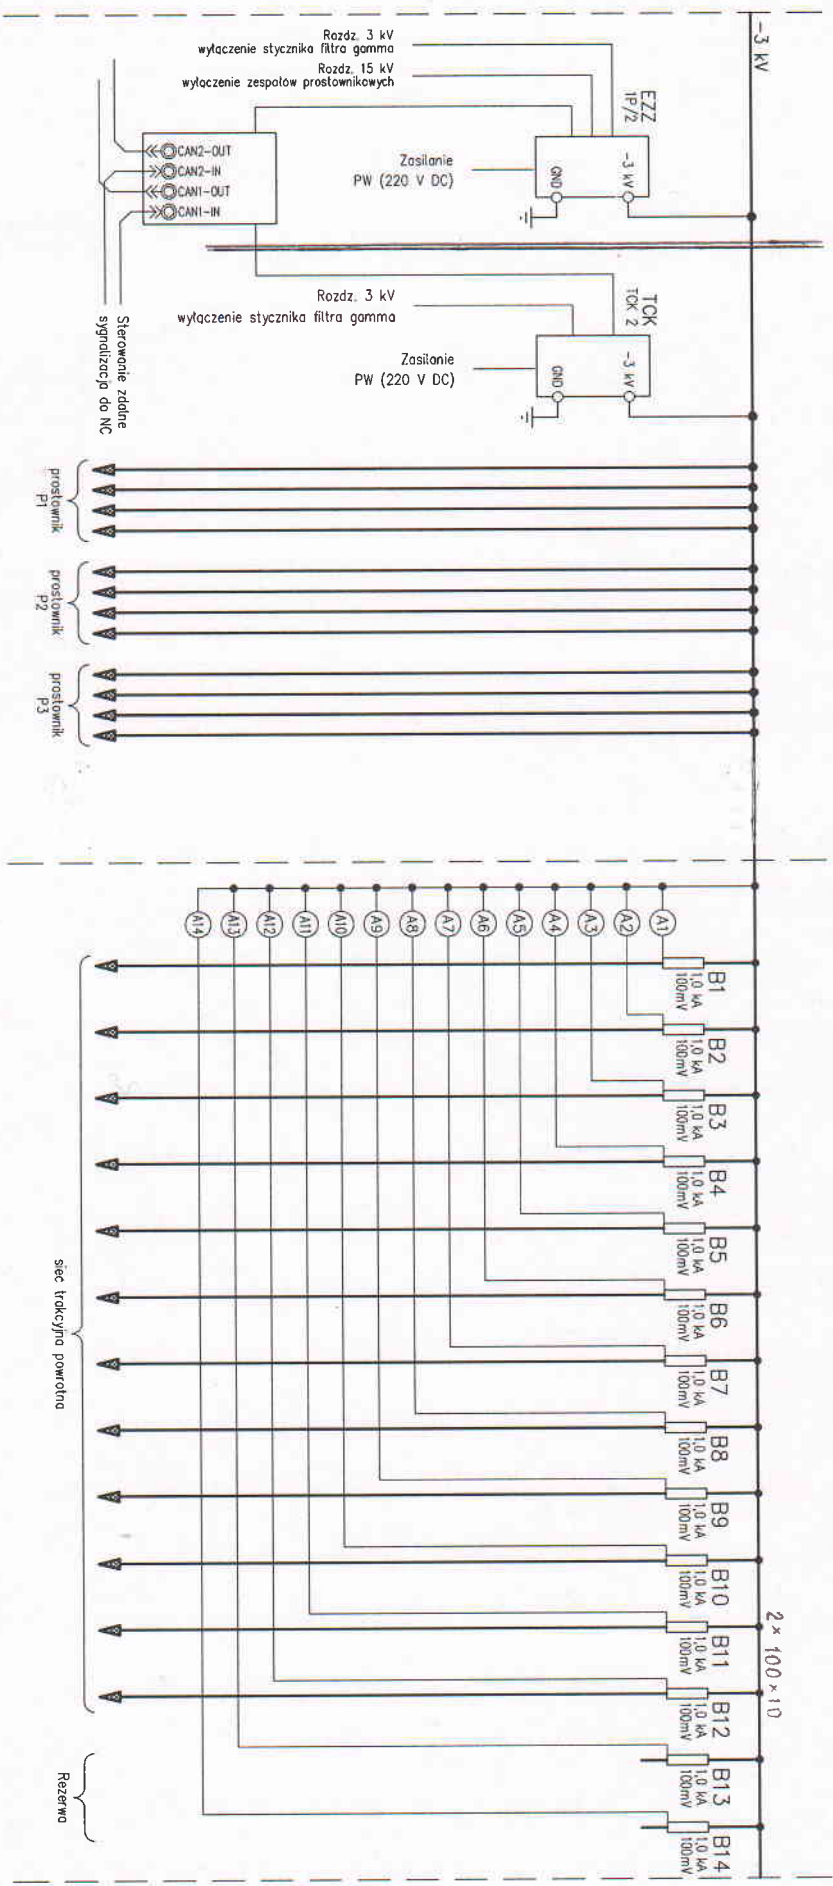 -3 kV
Rozdz. 3 kV
wyłączenie stycznika filtra gamma
Rozdz. 15 kV
wyłączenie zespołów prostownikowych
EZZ
1P/2
-3 kV
GND
Zasilanie
PW (220 V DC)
CAN2-OUT
CAN2-IN
CAN1-OUT
CAN1-IN
Sterowanie zdalne
sygnalizacja do NC
Rozdz. 3 kV
wyłączenie stycznika filtra gamma
TCK
TCK 2
-3 kV
GND
Zasilanie
PW (220 V DC)
prostownik
P1
prostownik
P2
prostownik
P3
A14
A13
A12
A11
A10
A9
A8
A7
A6
A5
A4
A3
A2
A1
B1
1,0 kA
100mV
B2
1,0 kA
100mV
B3
1,0 kA
100mV
B4
1,0 kA
100mV
B5
1,0 kA
100mV
B6
1,0 kA
100mV
B7
1,0 kA
100mV
B8
1,0 kA
100mV
B9
1,0 kA
100mV
B10
1,0 kA
100mV
B11
1,0 kA
100mV
B12
1,0 kA
100mV
B13
1,0 kA
100mV
B14
1,0 kA
100mV
2 × 100 × 10
siec trakcyjna powrotna
Rezerwa